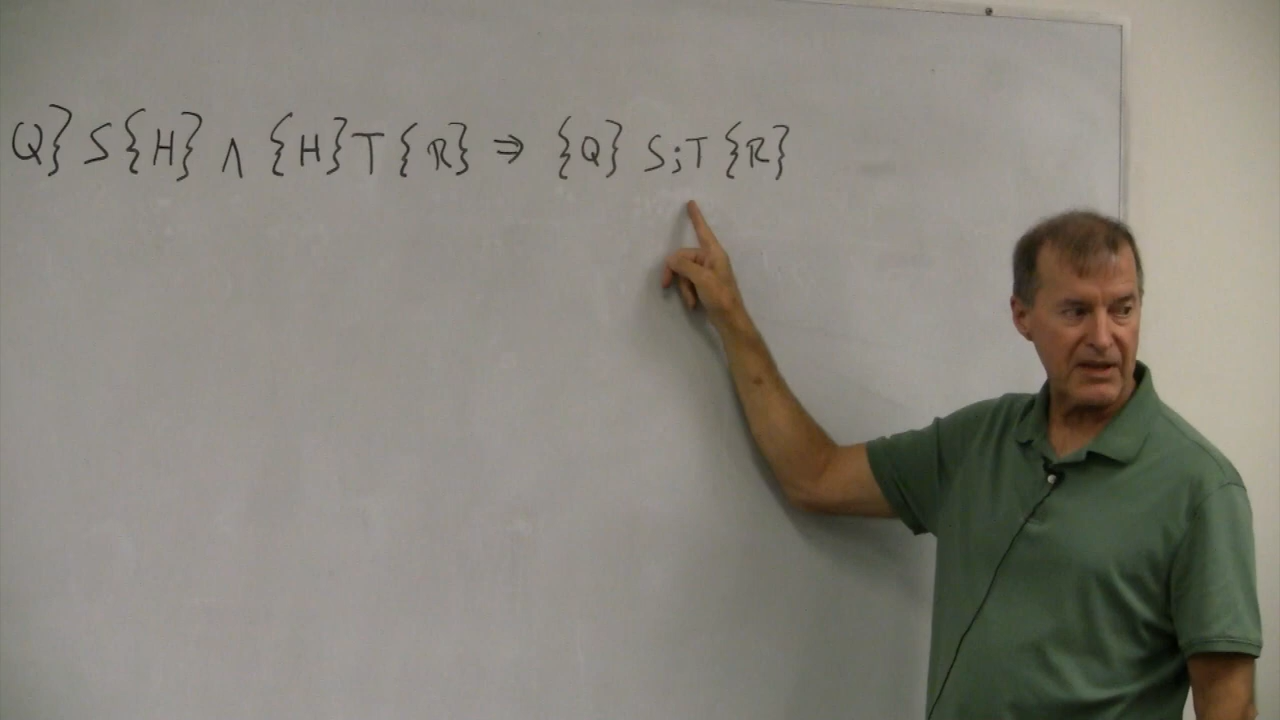 Q} S {H} ∧ {H} T {R} ⇒ {Q} S;T {R}